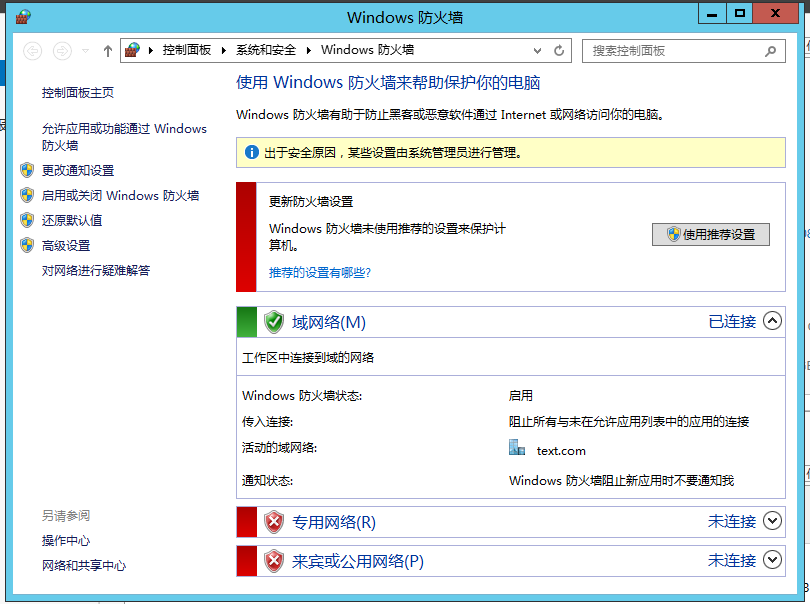 Windows 防火墙
控制面板 系统和安全 Windows 防火墙
搜索控制面板
控制面板主页
允许应用或功能通过 Windows
防火墙
更改通知设置
启用或关闭 Windows 防火墙
还原默认值
高级设置
对网络进行疑难解答
使用 Windows 防火墙来帮助保护你的电脑
Windows 防火墙有助于防止黑客或恶意软件通过 Internet 或网络访问你的电脑。
出于安全原因，某些设置由系统管理员进行管理。
更新防火墙设置
Windows 防火墙未使用推荐的设置来保护计
算机。
推荐的设置有哪些?
使用推荐设置
域网络(M) 已连接
工作区中连接到域的网络
Windows 防火墙状态: 启用
传入连接: 阻止所有与未在允许应用列表中的应用的连接
活动的域网络: text.com
通知状态: Windows 防火墙阻止新应用时不要通知我
专用网络(R) 未连接
来宾或公用网络(P) 未连接
另请参阅
操作中心
网络和共享中心